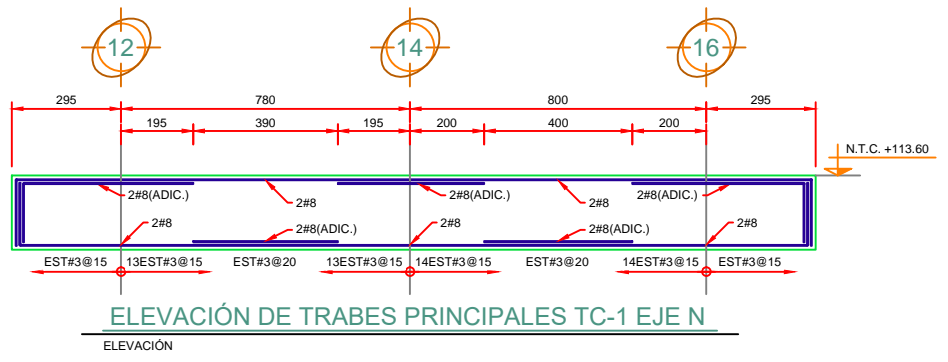 12 14 16
295 780 800 295
195 390 195 200 400 200
N.T.C. +113.60
2#8(ADIC.) 2#8 2#8(ADIC.) 2#8 2#8(ADIC.)
2#8 2#8(ADIC.) 2#8 2#8(ADIC.) 2#8
EST#3@15 13EST#3@15 EST#3@20 13EST#3@15 14EST#3@15 EST#3@20 14EST#3@15 EST#3@15
ELEVACIÓN DE TRABES PRINCIPALES TC-1 EJE N
ELEVACIÓN